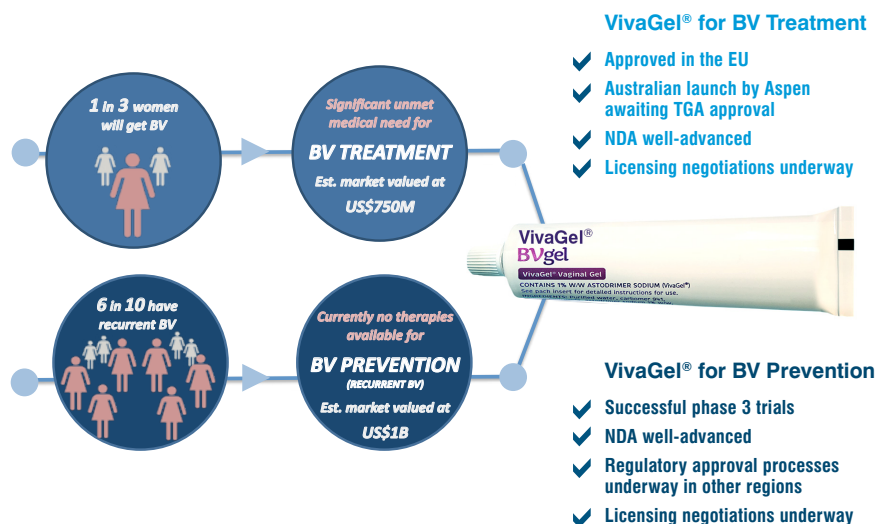 VivaGel® for BV Treatment
Approved in the EU
Australian launch by Aspen
awaiting TGA approval
NDA well-advanced
Licensing negotiations underway
1 in 3 women
will get BV
Significant unmet
medical need for
BV TREATMENT
Est. market valued at
US$750M
VivaGel®
BVgel
VivaGel® Vaginal Gel
CONTAINS 1% W/W ASTODRIMER SODIUM (VivaGel®)
See pack insert for detailed instructions for use.
INGREDIENTS: Purified water, carbomer 941,
6 in 10 have
recurrent BV
Currently no therapies
available for
BV PREVENTION
(RECURRENT BV)
Est. market valued at
US$1B
VivaGel® for BV Prevention
Successful phase 3 trials
NDA well-advanced
Regulatory approval processes
underway in other regions
Licensing negotiations underway